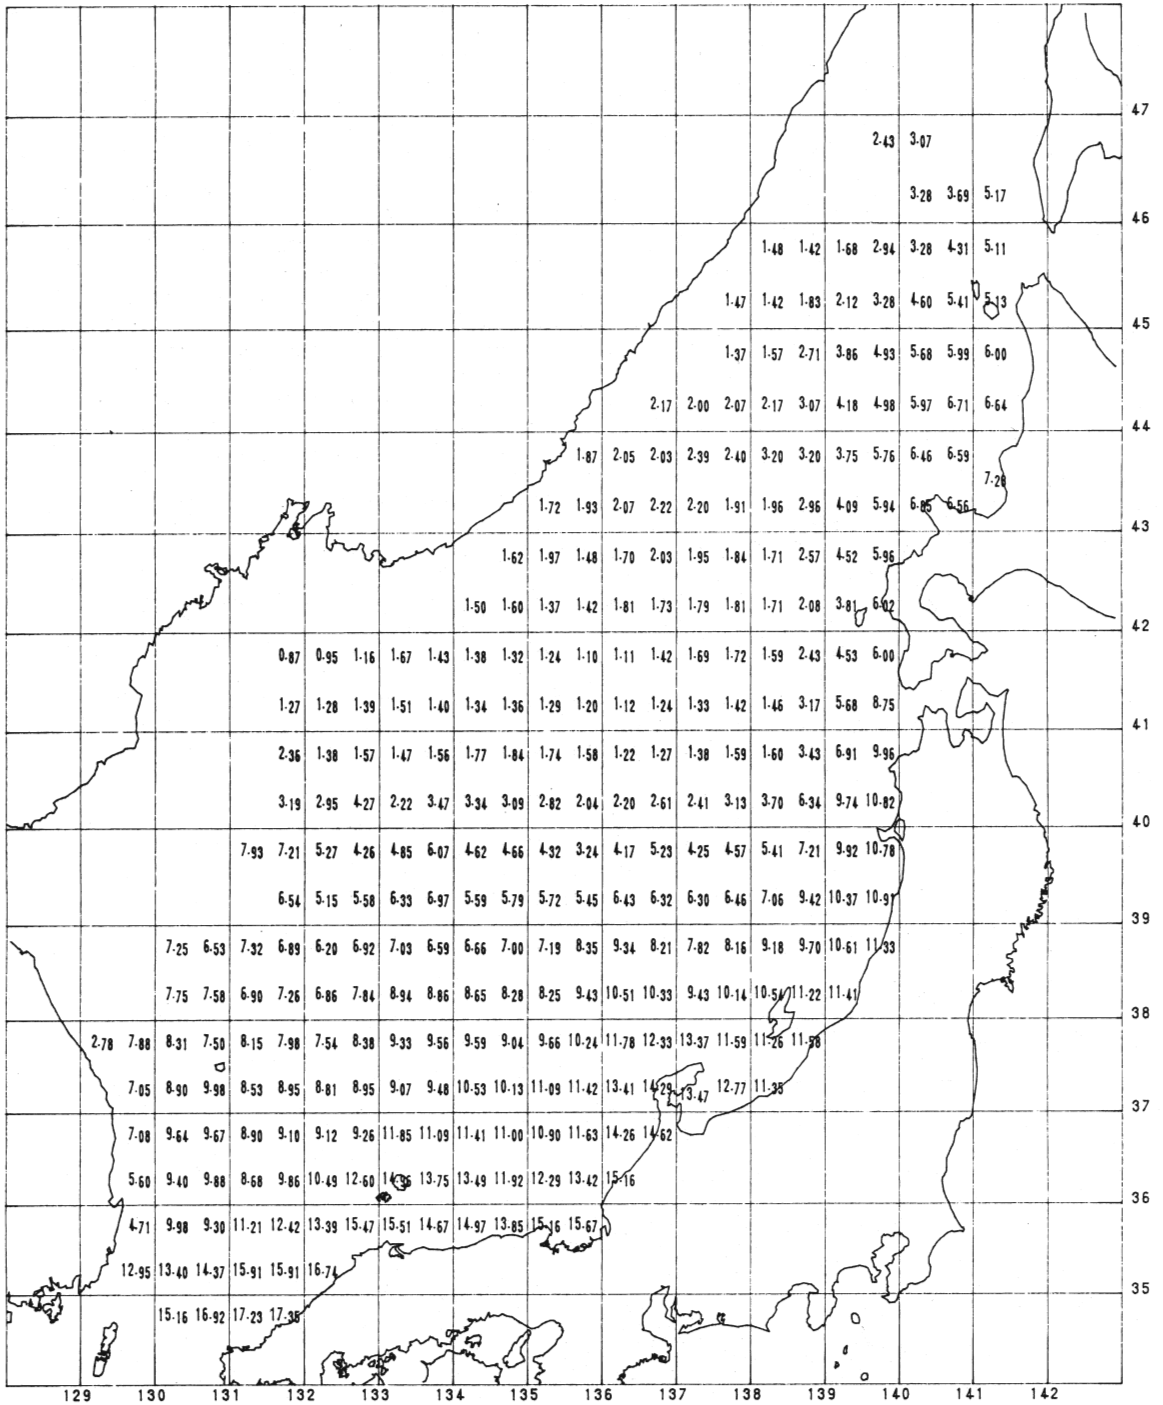 47
2.43 3.07
3.28 3.69 5.17
46
1.48 1.42 1.68 2.94 3.28 4.31 5.11
1.47 1.42 1.83 2.12 3.28 4.60 5.41 5.13
45
1.37 1.57 2.71 3.86 4.93 5.68 5.99 6.00
2.17 2.00 2.07 2.17 3.07 4.18 4.98 5.97 6.71 6.64
44
1.87 2.05 2.03 2.39 2.40 3.20 3.20 3.75 5.76 6.46 6.59
7.28
1.72 1.93 2.07 2.22 2.20 1.91 1.96 2.96 4.09 5.94 6.85 6.56
43
1.62 1.97 1.48 1.70 2.03 1.95 1.84 1.71 2.57 4.52 5.96
1.50 1.60 1.37 1.42 1.81 1.73 1.79 1.81 1.71 2.08 3.81 6.02
42
0.87 0.95 1.16 1.67 1.43 1.38 1.32 1.24 1.10 1.11 1.42 1.69 1.72 1.59 2.43 4.53 6.00
1.27 1.28 1.39 1.51 1.40 1.34 1.36 1.29 1.20 1.12 1.24 1.33 1.42 1.46 3.17 5.68 8.75
41
2.36 1.38 1.57 1.47 1.56 1.77 1.84 1.74 1.58 1.22 1.27 1.38 1.59 1.60 3.43 6.91 9.96
3.19 2.95 4.27 2.22 3.47 3.34 3.09 2.82 2.04 2.20 2.61 2.41 3.13 3.70 6.34 9.74 10.82
40
7.93 7.21 5.27 4.26 4.85 6.07 4.62 4.66 4.32 3.24 4.17 5.23 4.25 4.57 5.41 7.21 9.92 10.78
6.54 5.15 5.58 6.33 6.97 5.59 5.79 5.72 5.45 6.43 6.32 6.30 6.46 7.06 9.42 10.37 10.91
39
7.25 6.53 7.32 6.89 6.20 6.92 7.03 6.59 6.66 7.00 7.19 8.35 9.34 8.21 7.82 8.16 9.18 9.70 10.61 11.33
7.75 7.58 6.90 7.26 6.86 7.84 8.94 8.86 8.65 8.28 8.25 9.43 10.51 10.33 9.43 10.14 10.54 11.22 11.41
38
2.78 7.88 8.31 7.50 8.15 7.98 7.54 8.38 9.33 9.56 9.59 9.04 9.66 10.24 11.78 12.33 13.37 11.59 11.26 11.58
7.05 8.90 9.98 8.53 8.95 8.81 8.95 9.07 9.48 10.53 10.13 11.09 11.42 13.41 14.29 13.47 12.77 11.35
37
7.08 9.64 9.67 8.90 9.10 9.12 9.26 11.85 11.09 11.41 11.00 10.90 11.63 14.26 14.62
5.60 9.40 9.88 8.68 9.86 10.49 12.60 13.75 13.49 11.92 12.29 13.42 15.16
36
4.71 9.98 9.30 11.21 12.42 13.39 15.47 15.51 14.67 14.97 13.85 15.16 15.67
12.95 13.40 14.37 15.91 15.91 16.74
35
15.16 16.92 17.23 17.35
129 130 131 132 133 134 135 136 137 138 139 140 141 142